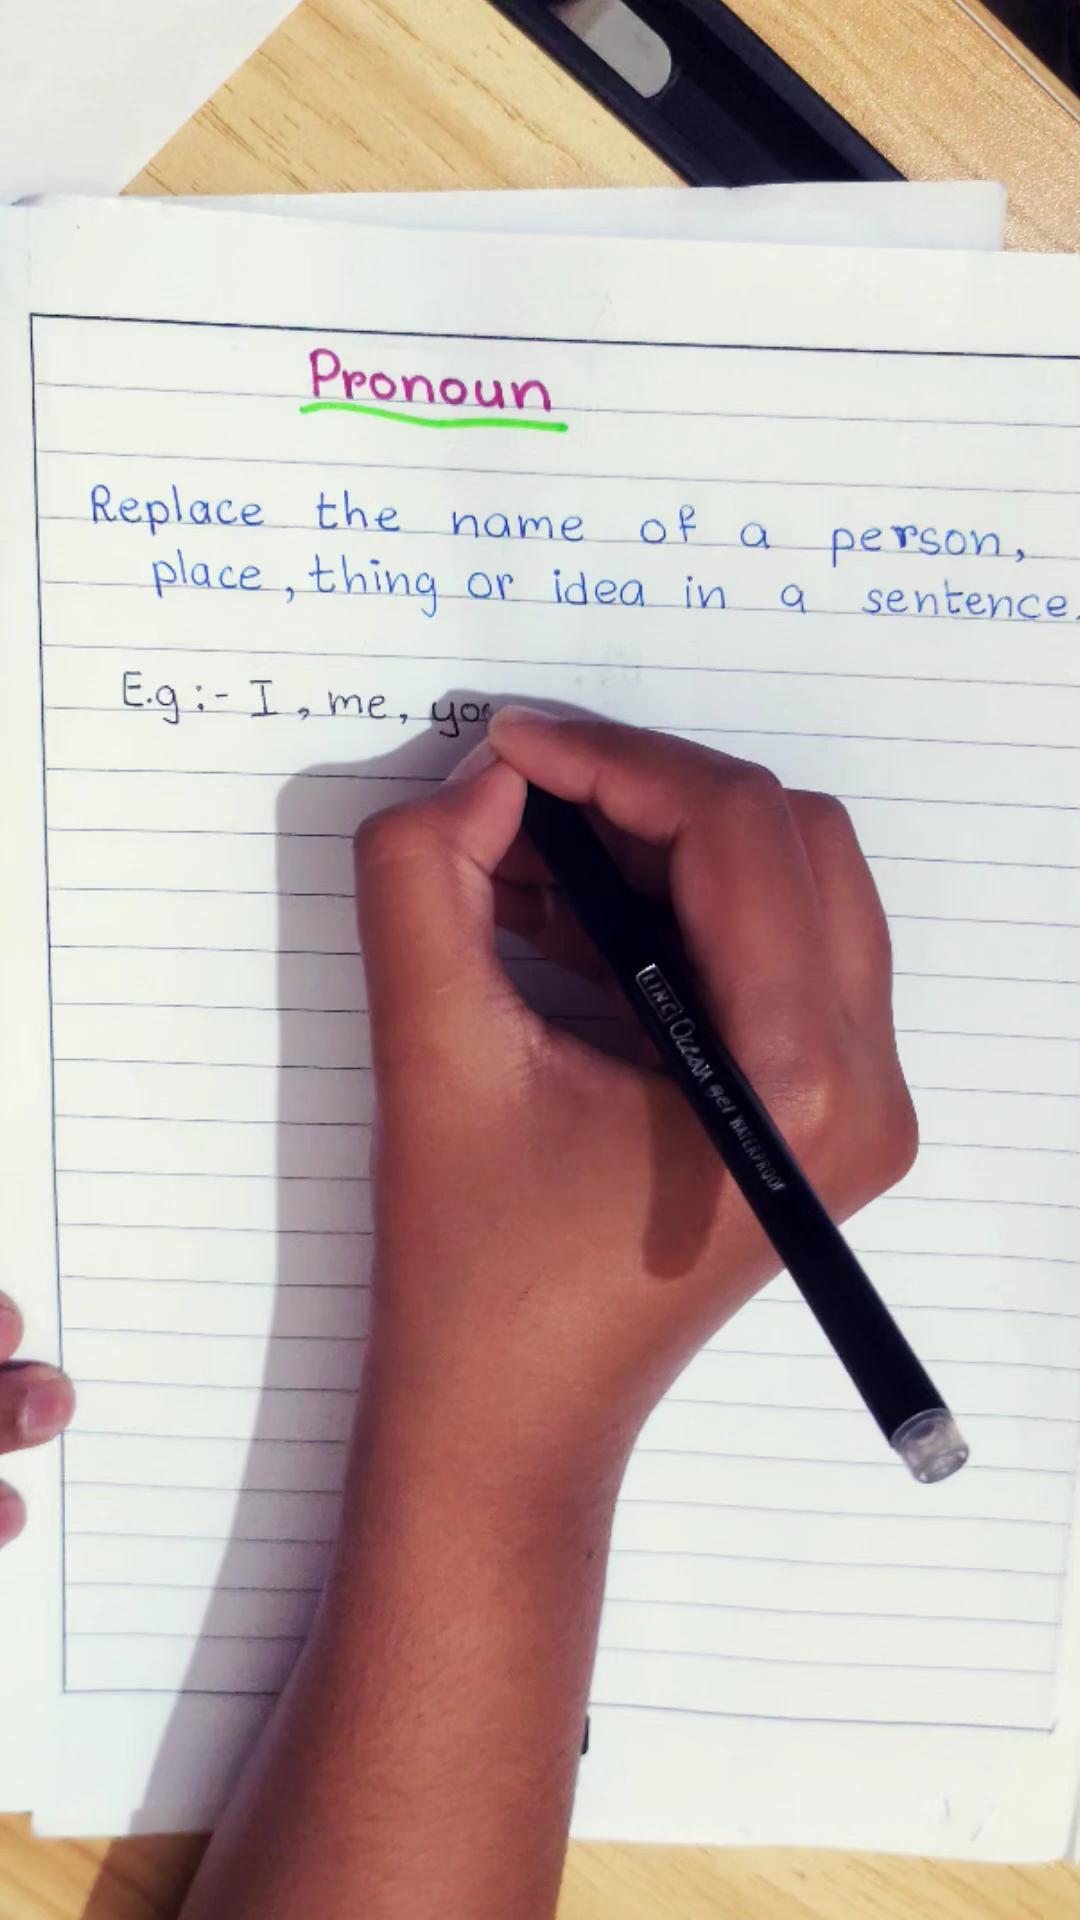 Pronoun
Replace the name of a person,
place, thing or idea in a sentence.
E.g :- I, me,
LINC Ocean gel WATERPROOF